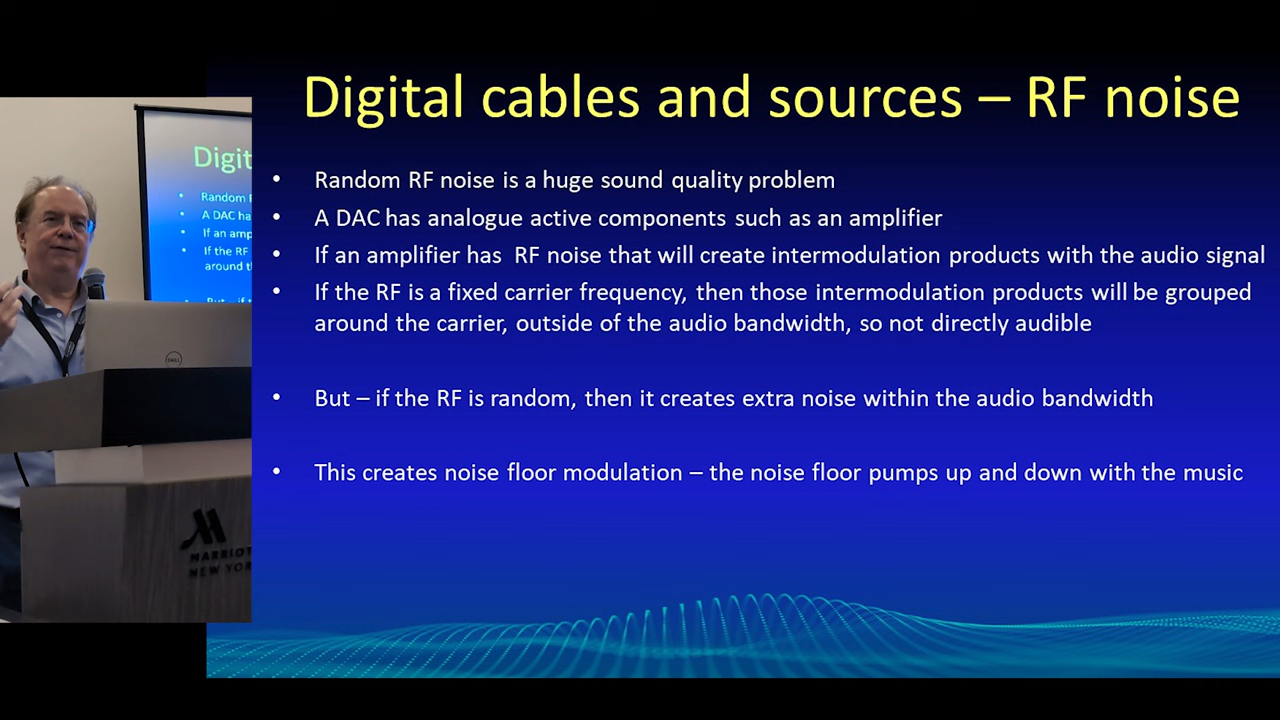 Digital cables and sources – RF noise
• Random RF noise is a huge sound quality problem
• A DAC has analogue active components such as an amplifier
• If an amplifier has  RF noise that will create intermodulation products with the audio signal
• If the RF is a fixed carrier frequency, then those intermodulation products will be grouped
around the carrier, outside of the audio bandwidth, so not directly audible
• But – if the RF is random, then it creates extra noise within the audio bandwidth
• This creates noise floor modulation – the noise floor pumps up and down with the music
Digit
• Random
• A DAC ha
• If an amp
• If the RF
around th
DELL
MARRIOT
NEW YOR